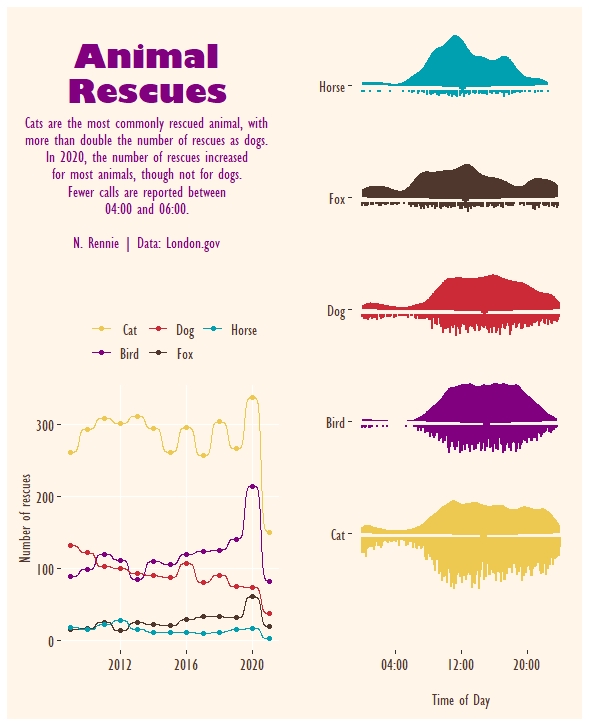 Animal
Rescues
Cats are the most commonly rescued animal, with
more than double the number of rescues as dogs.
In 2020, the number of rescues increased
for most animals, though not for dogs.
Fewer calls are reported between
04:00 and 06:00.
N. Rennie | Data: London.gov
Cat Dog Horse
Bird Fox
Number of rescues
300
200
100
0
2012 2016 2020
Horse
Fox
Dog
Bird
Cat
04:00 12:00 20:00
Time of Day